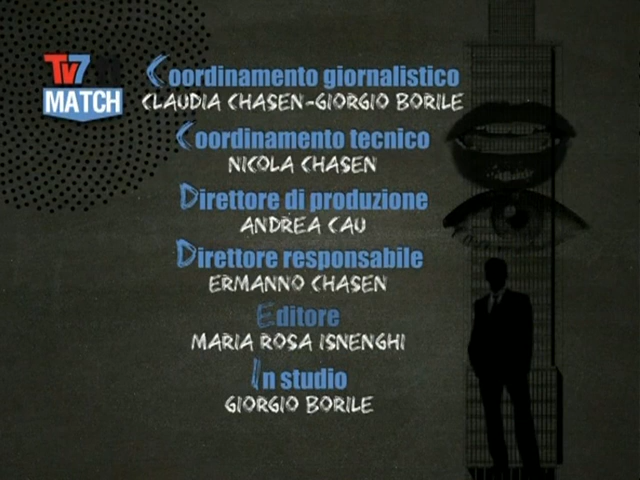 Tv7
MATCH
Coordinamento giornalistico
CLAUDIA CHASEN-GIORGIO BORILE
Coordinamento tecnico
NICOLA CHASEN
Direttore di produzione
ANDREA CAU
Direttore responsabile
ERMANNO CHASEN
Editore
MARIA ROSA ISNENGHI
In studio
GIORGIO BORILE